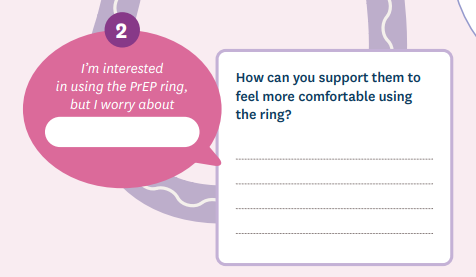 2
I'm interested
in using the PrEP ring,
but I worry about
How can you support them to
feel more comfortable using
the ring?